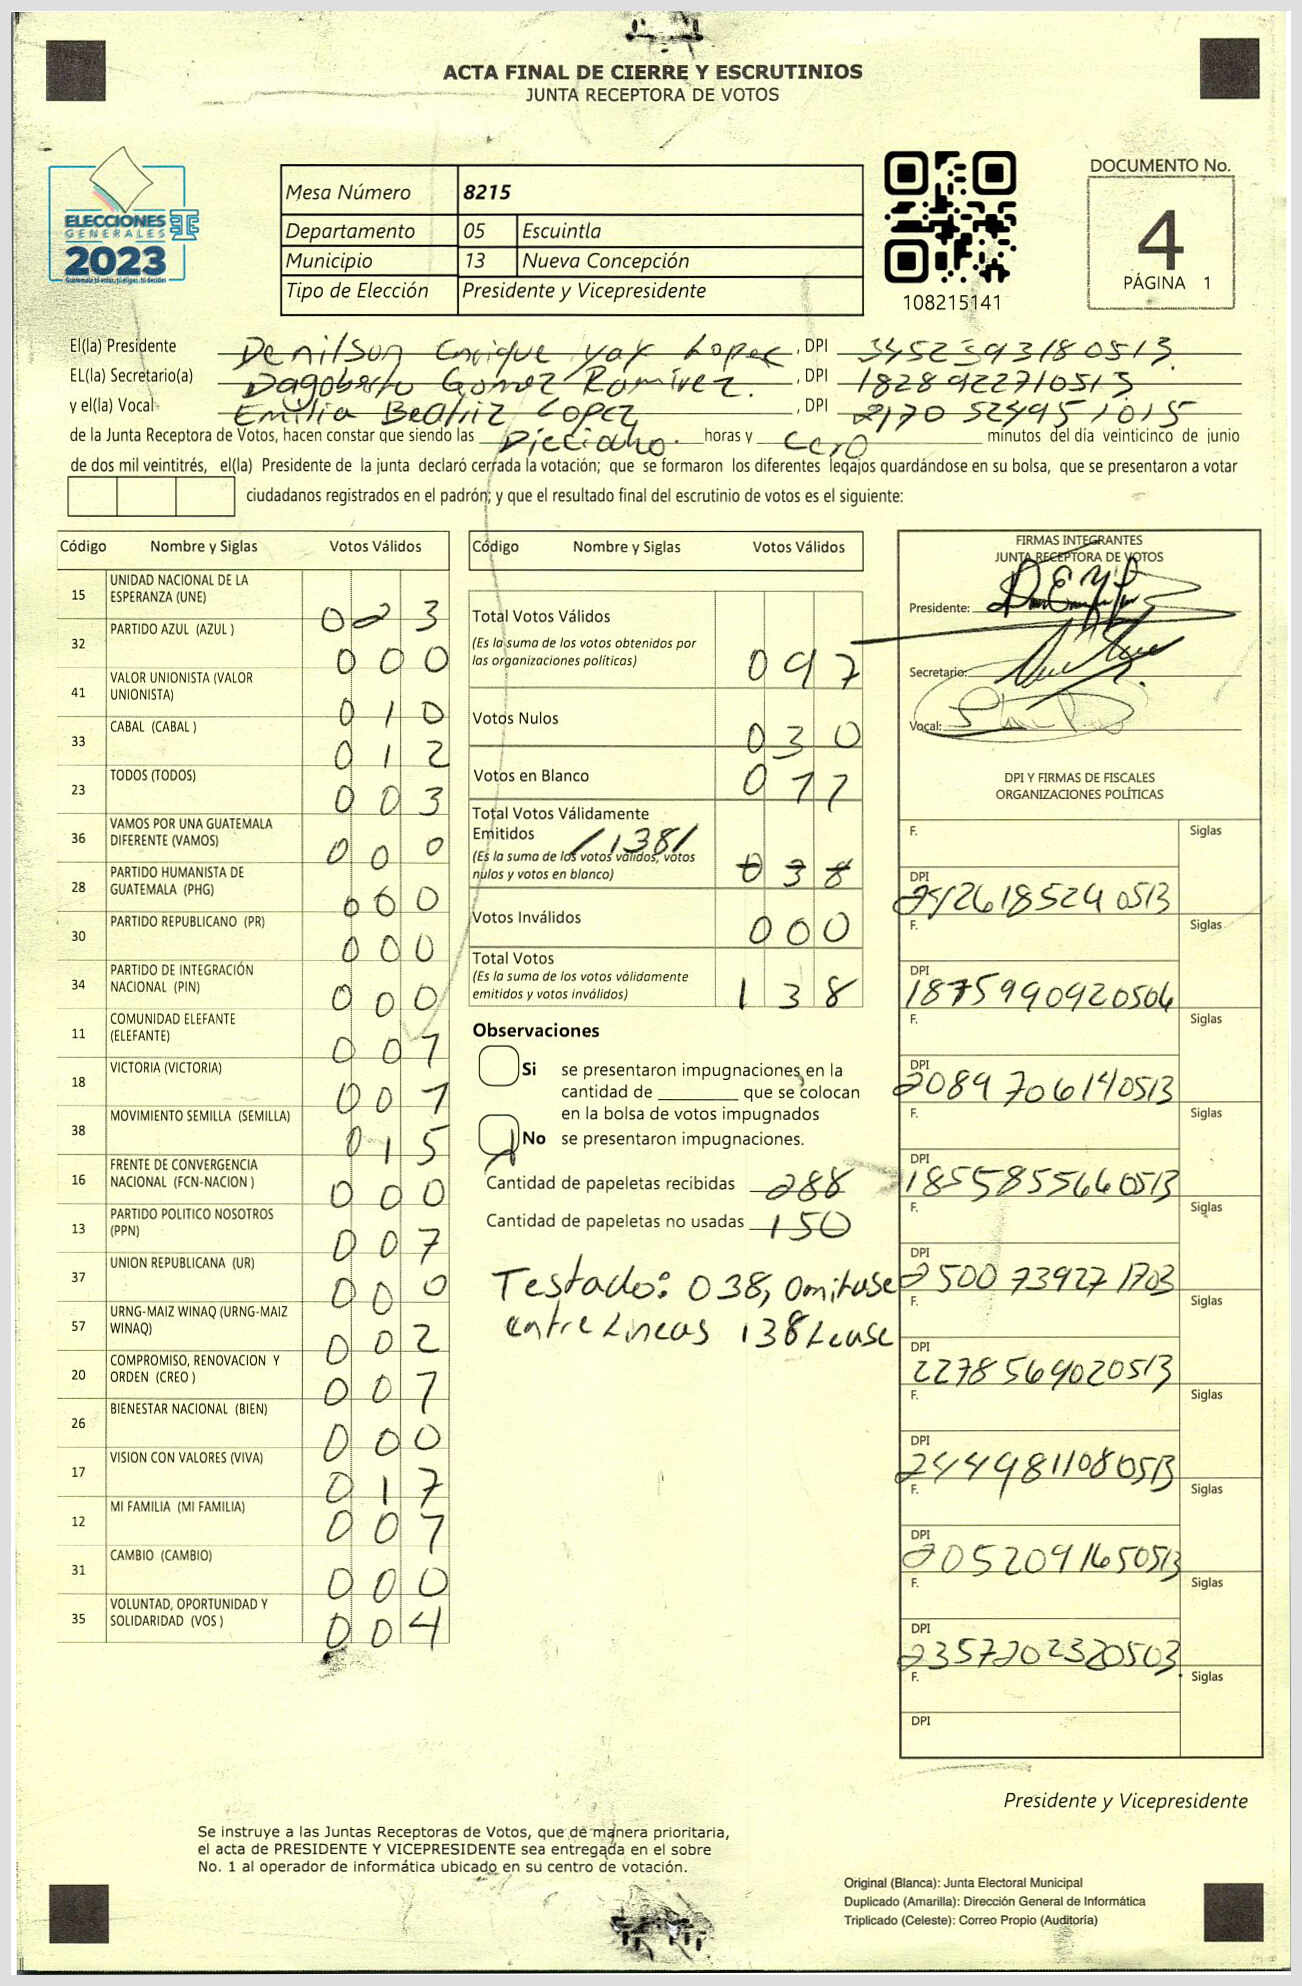 ACTA FINAL DE CIERRE Y ESCRUTINIOS
JUNTA RECEPTORA DE VOTOS
ELECCIONES
GENERALES
2023
Mesa Número 8215
Departamento 05 Escuintla
Municipio 13 Nueva Concepción
Tipo de Elección Presidente y Vicepresidente
108215141
DOCUMENTO No.
4
PÁGINA 1
El(la) Presidente Denilson Enrique yax Lopez, DPI 3452393180513
EL(la) Secretario(a) Dagoberto Gomez Ramirez. , DPI 1828922710513
y el(la) Vocal Emilia Beatriz Lopez , DPI 2170524951015
de la Junta Receptora de Votos, hacen constar que siendo las Dieciocho. horas y cero minutos del día veinticinco de junio
de dos mil veintitrés, el(la) Presidente de la junta declaró cerrada la votación; que se formaron los diferentes legajos guardándose en su bolsa, que se presentaron a votar
ciudadanos registrados en el padrón; y que el resultado final del escrutinio de votos es el siguiente:
Código Nombre y Siglas Votos Válidos
15 UNIDAD NACIONAL DE LA ESPERANZA (UNE) 023
32 PARTIDO AZUL (AZUL ) 000
41 VALOR UNIONISTA (VALOR UNIONISTA) 010
33 CABAL (CABAL ) 012
23 TODOS (TODOS) 003
36 VAMOS POR UNA GUATEMALA DIFERENTE (VAMOS) 000
28 PARTIDO HUMANISTA DE GUATEMALA (PHG) 000
30 PARTIDO REPUBLICANO (PR) 000
34 PARTIDO DE INTEGRACIÓN NACIONAL (PIN) 000
11 COMUNIDAD ELEFANTE (ELEFANTE) 00
18 VICTORIA (VICTORIA) 00
38 MOVIMIENTO SEMILLA (SEMILLA) 015
16 FRENTE DE CONVERGENCIA NACIONAL (FCN-NACION ) 000
13 PARTIDO POLITICO NOSOTROS (PPN) 00
37 UNION REPUBLICANA (UR) 000
57 URNG-MAIZ WINAQ (URNG-MAIZ WINAQ) 002
20 COMPROMISO, RENOVACION Y ORDEN (CREO ) 00
26 BIENESTAR NACIONAL (BIEN) 000
17 VISION CON VALORES (VIVA) 017
12 MI FAMILIA (MI FAMILIA) 00
31 CAMBIO (CAMBIO) 000
35 VOLUNTAD, OPORTUNIDAD Y SOLIDARIDAD (VOS ) 004
Código Nombre y Siglas Votos Válidos
Total Votos Válidos 097
(Es la suma de los votos obtenidos por
las organizaciones políticas)
Votos Nulos 030
Votos en Blanco 011
Total Votos Válidamente
Emitidos /138/
(Es la suma de los votos válidos, votos
nulos y votos en blanco) 038
Votos Inválidos 000
Total Votos 138
(Es la suma de los votos válidamente
emitidos y votos inválidos)
Observaciones
Si se presentaron impugnaciones en la
cantidad de ________ que se colocan
en la bolsa de votos impugnados
No se presentaron impugnaciones.
Cantidad de papeletas recibidas 288
Cantidad de papeletas no usadas 150
Testado: 038, Omitase
entre Lineas 138 Lease
FIRMAS INTEGRANTES
JUNTA RECEPTORA DE VOTOS
Presidente:
Secretario:
Vocal:
DPI Y FIRMAS DE FISCALES
ORGANIZACIONES POLÍTICAS
F. Siglas
DPI 2426185240513
F. Siglas
DPI 1875990920506
F. Siglas
DPI 2089706140513
F. Siglas
DPI 1855855660513
F. Siglas
DPI 2500739271703
F. Siglas
DPI 2278569020513
F. Siglas
DPI 2449811080513
F. Siglas
DPI 2052091650513
F. Siglas
DPI 2357202320503
F. Siglas
DPI
Presidente y Vicepresidente
Se instruye a las Juntas Receptoras de Votos, que de manera prioritaria,
el acta de PRESIDENTE Y VICEPRESIDENTE sea entregada en el sobre
No. 1 al operador de informática ubicado en su centro de votación.
Original (Blanca): Junta Electoral Municipal
Duplicado (Amarilla): Dirección General de Informática
Triplicado (Celeste): Correo Propio (Auditoría)